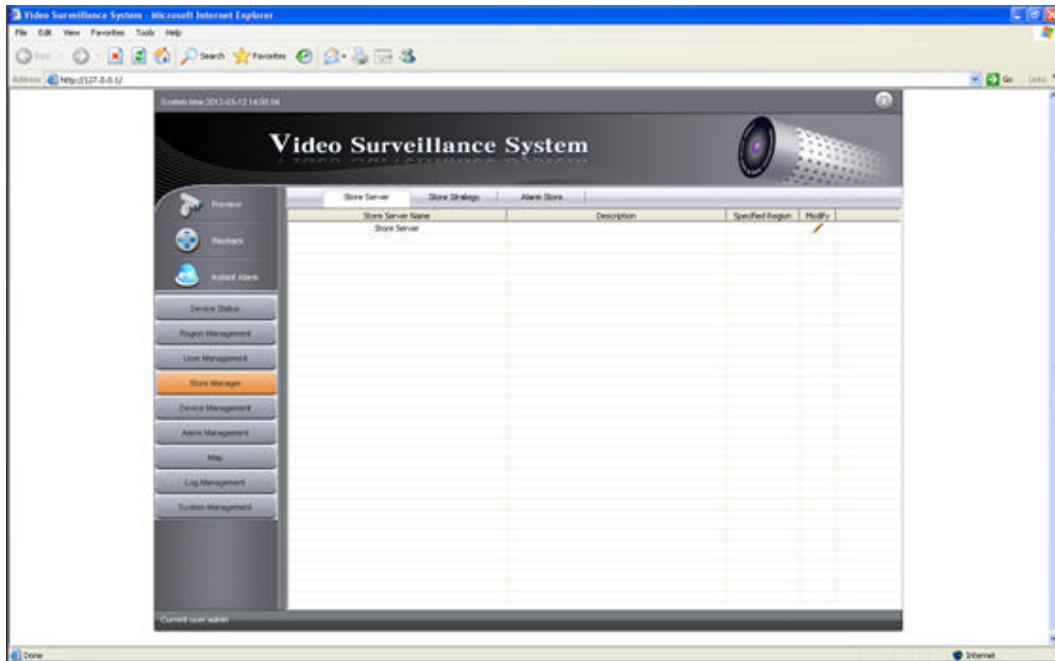 Video Surveillance System - Microsoft Internet Explorer
File Edit View Favorites Tools Help
Back Search Favorites
Address http://127.0.0.1/ Go Links
System time 2012-03-12 14:00:04
Video Surveillance System
Preview
Playback
Instant Alarm
Device Status
Region Management
User Management
Store Manager
Device Management
Alarm Management
Map
Log Management
System Management
Store Server Store Strategy Alarm Store
Store Server Name Description Specified Region Modify
Store Server
Current user admin
Done Internet